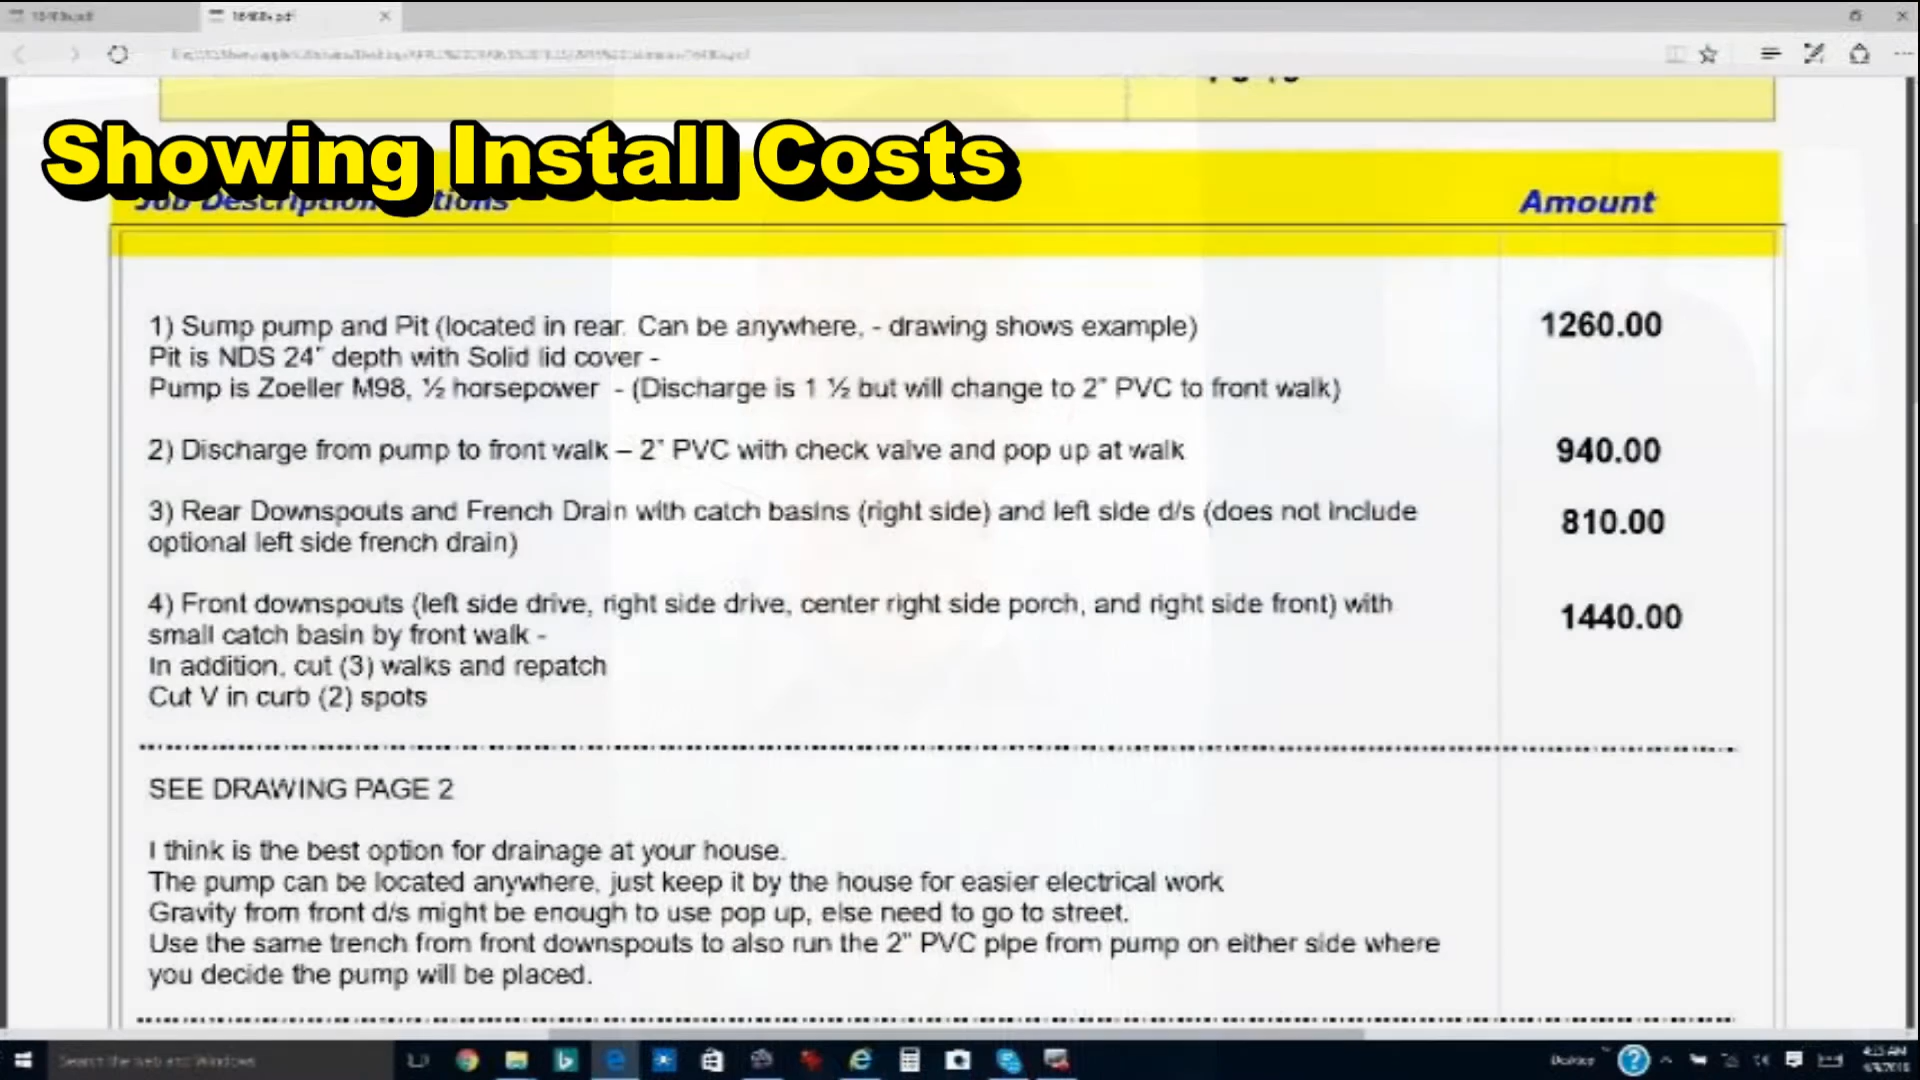 Showing Install Costs
Job Description
Amount
1) Sump pump and Pit (located in rear. Can be anywhere, - drawing shows example)
1260.00
Pit is NDS 24" depth with Solid lid cover -
Pump is Zoeller M98, ½ horsepower - (Discharge is 1 ½ but will change to 2" PVC to front walk)
2) Discharge from pump to front walk – 2" PVC with check valve and pop up at walk
940.00
3) Rear Downspouts and French Drain with catch basins (right side) and left side d/s (does not include
optional left side french drain)
810.00
4) Front downspouts (left side drive, right side drive, center right side porch, and right side front) with
small catch basin by front walk -
1440.00
In addition, cut (3) walks and repatch
Cut V in curb (2) spots
SEE DRAWING PAGE 2
I think is the best option for drainage at your house.
The pump can be located anywhere, just keep it by the house for easier electrical work
Gravity from front d/s might be enough to use pop up, else need to go to street.
Use the same trench from front downspouts to also run the 2" PVC pipe from pump on either side where
you decide the pump will be placed.
Search the web and Windows
Desktop